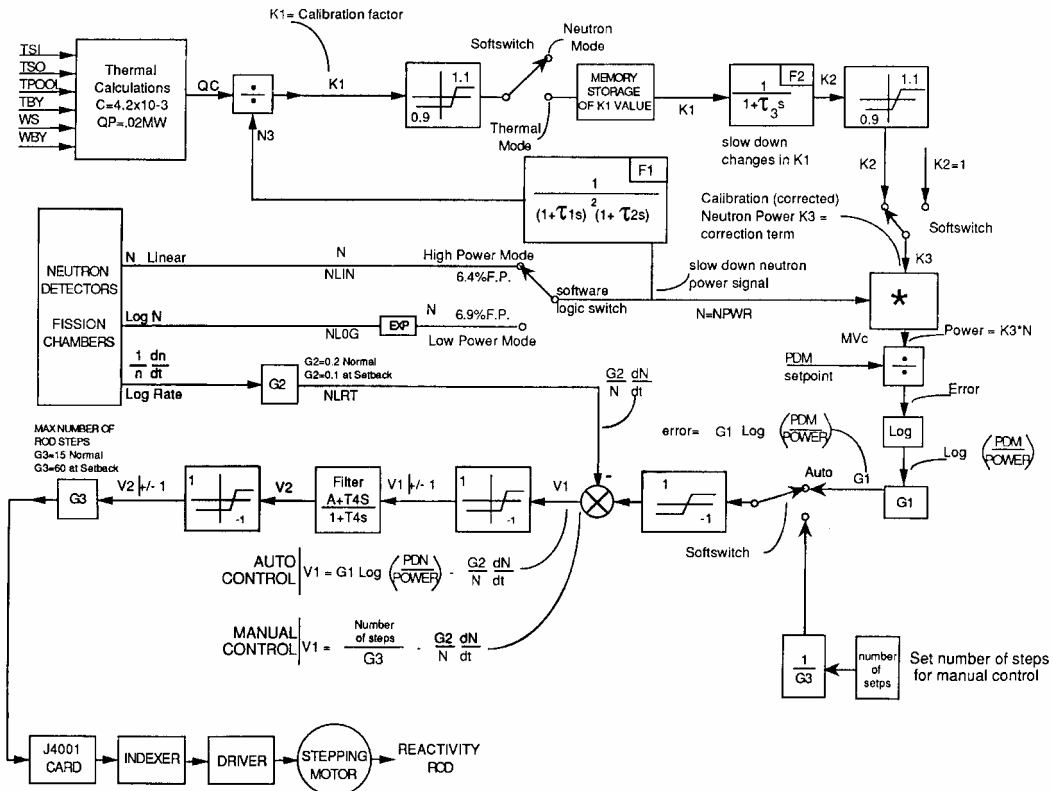 K1= Calibration factor
TSI
TSO
TPOOL
TBY
WS
WBY
Thermal
Calculations
C=4.2x10-3
QP=.02MW
QC
÷
K1
1.1
0.9
Softswitch
Neutron
Mode
Thermal
Mode
MEMORY
STORAGE
OF K1 VALUE
K1
F2
1
1+τ3s
K2
1.1
0.9
slow down
changes in K1
N3
F1
1
(1+τ1s)2(1+ τ2s)
K2
K2=1
Calibration (corrected)
Neutron Power K3 =
correction term
Softswitch
K3
NEUTRON
DETECTORS
FISSION
CHAMBERS
N Linear
N
NLIN
High Power Mode
6.4%F.P.
software
logic switch
slow down neutron
power signal
N=NPWR
*
Log N
NL0G
EXP
N
6.9%F.P.
Low Power Mode
MVc
Power = K3*N
1 dn
n dt
Log Rate
G2
G2=0.2 Normal
G2=0.1 at Setback
NLRT
G2 dN
N dt
PDM
setpoint
÷
Error
Log
Log (PDM
POWER)
error= G1 Log (PDM
POWER)
MAX NUMBER OF
ROD STEPS
G3=15 Normal
G3=60 at Setback
G3
V2 |+/- 1
1
-1
V2
Filter
A+T4S
1+T4s
V1 |+/- 1
1
-1
V1
-
1
-1
Auto
G1
G1
Softswitch
AUTO
CONTROL
V1 = G1 Log (PDN
POWER) - G2 dN
N dt
MANUAL
CONTROL
V1 = Number
of steps
G3
- G2 dN
N dt
1
G3
number
of
setps
Set number of steps
for manual control
J4001
CARD
INDEXER
DRIVER
STEPPING
MOTOR
REACTIVITY
ROD